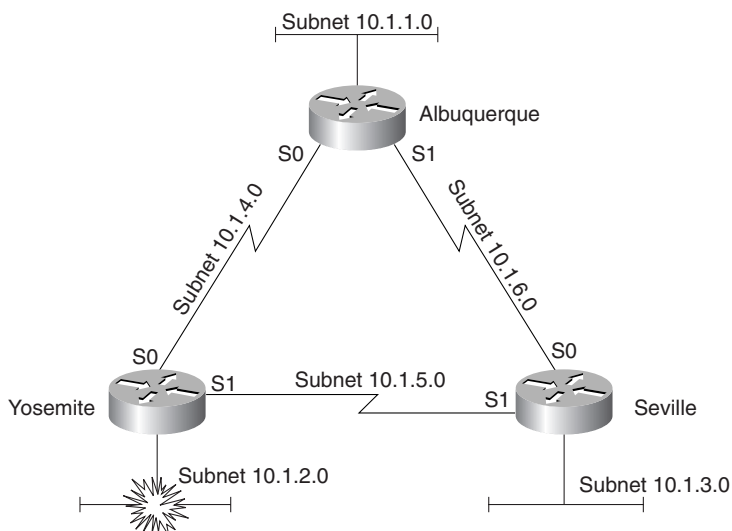 Subnet 10.1.1.0
Albuquerque
S0
S1
Subnet 10.1.4.0
Subnet 10.1.6.0
S0
S0
Yosemite
S1
Subnet 10.1.5.0
S1
Seville
Subnet 10.1.2.0
Subnet 10.1.3.0